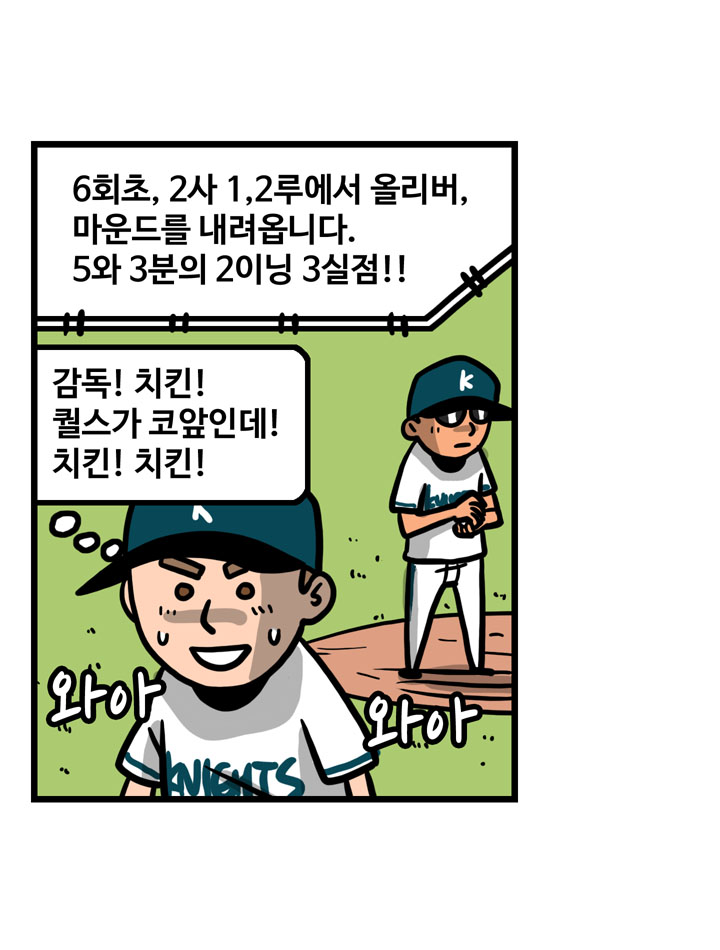 6회초, 2사 1,2루에서 올리버,
마운드를 내려옵니다.
5와 3분의 2이닝 3실점!!
감독! 치킨!
퀄스가 코앞인데!
치킨! 치킨!
K
KNIGHTS
K
와아
와아
KNIGHTS